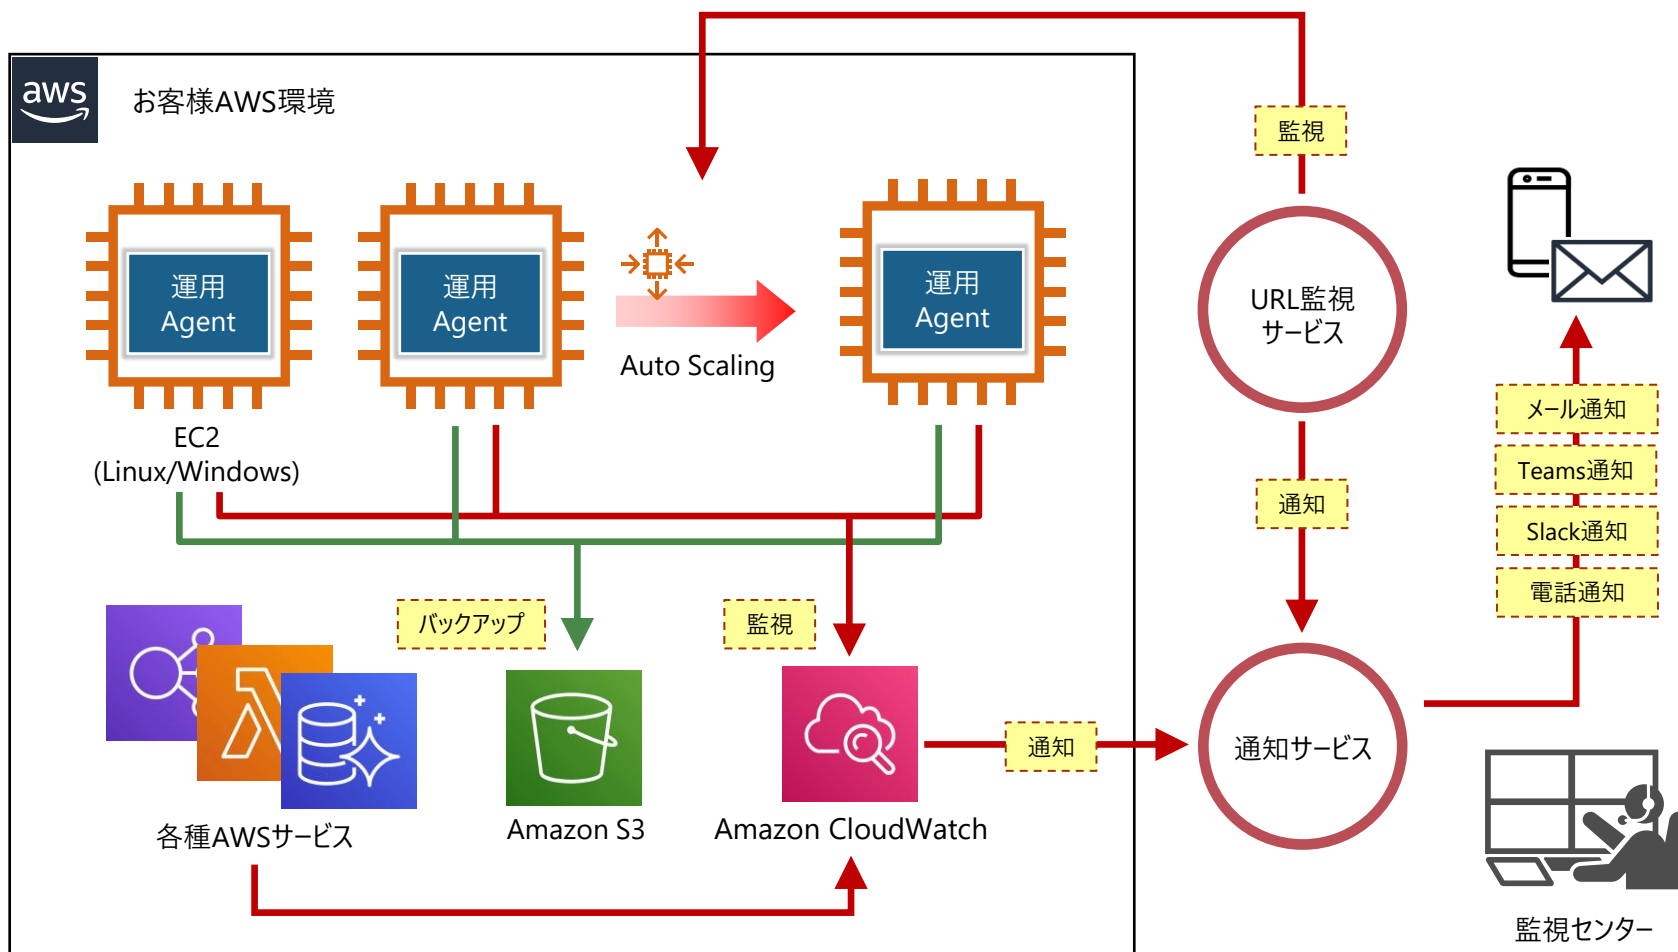 aws
お客様AWS環境
監視
運用
Agent
運用
Agent
運用
Agent
Auto Scaling
EC2
(Linux/Windows)
URL監視
サービス
メール通知
Teams通知
Slack通知
電話通知
通知
バックアップ
監視
通知
通知サービス
各種AWSサービス
Amazon S3
Amazon CloudWatch
監視センター